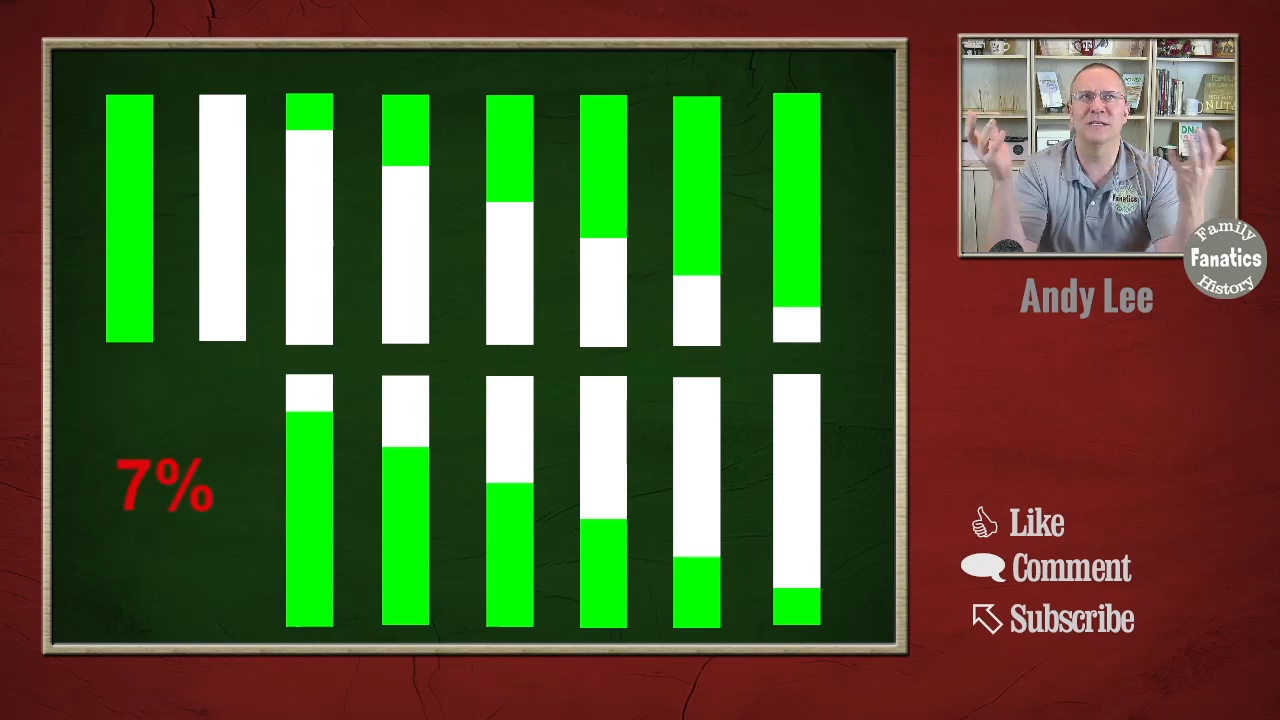 7%
Family
Fanatics
History
Andy Lee
Like
Comment
Subscribe